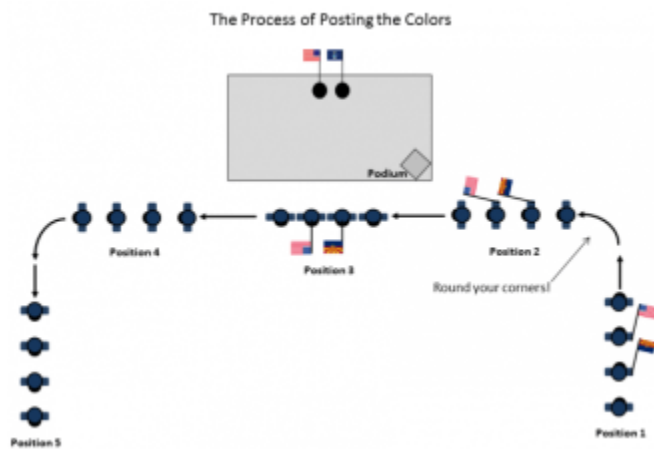 The Process of Posting the Colors
Podium
Position 2
Position 4
Position 3
Round your corners!
Position 5
Position 1